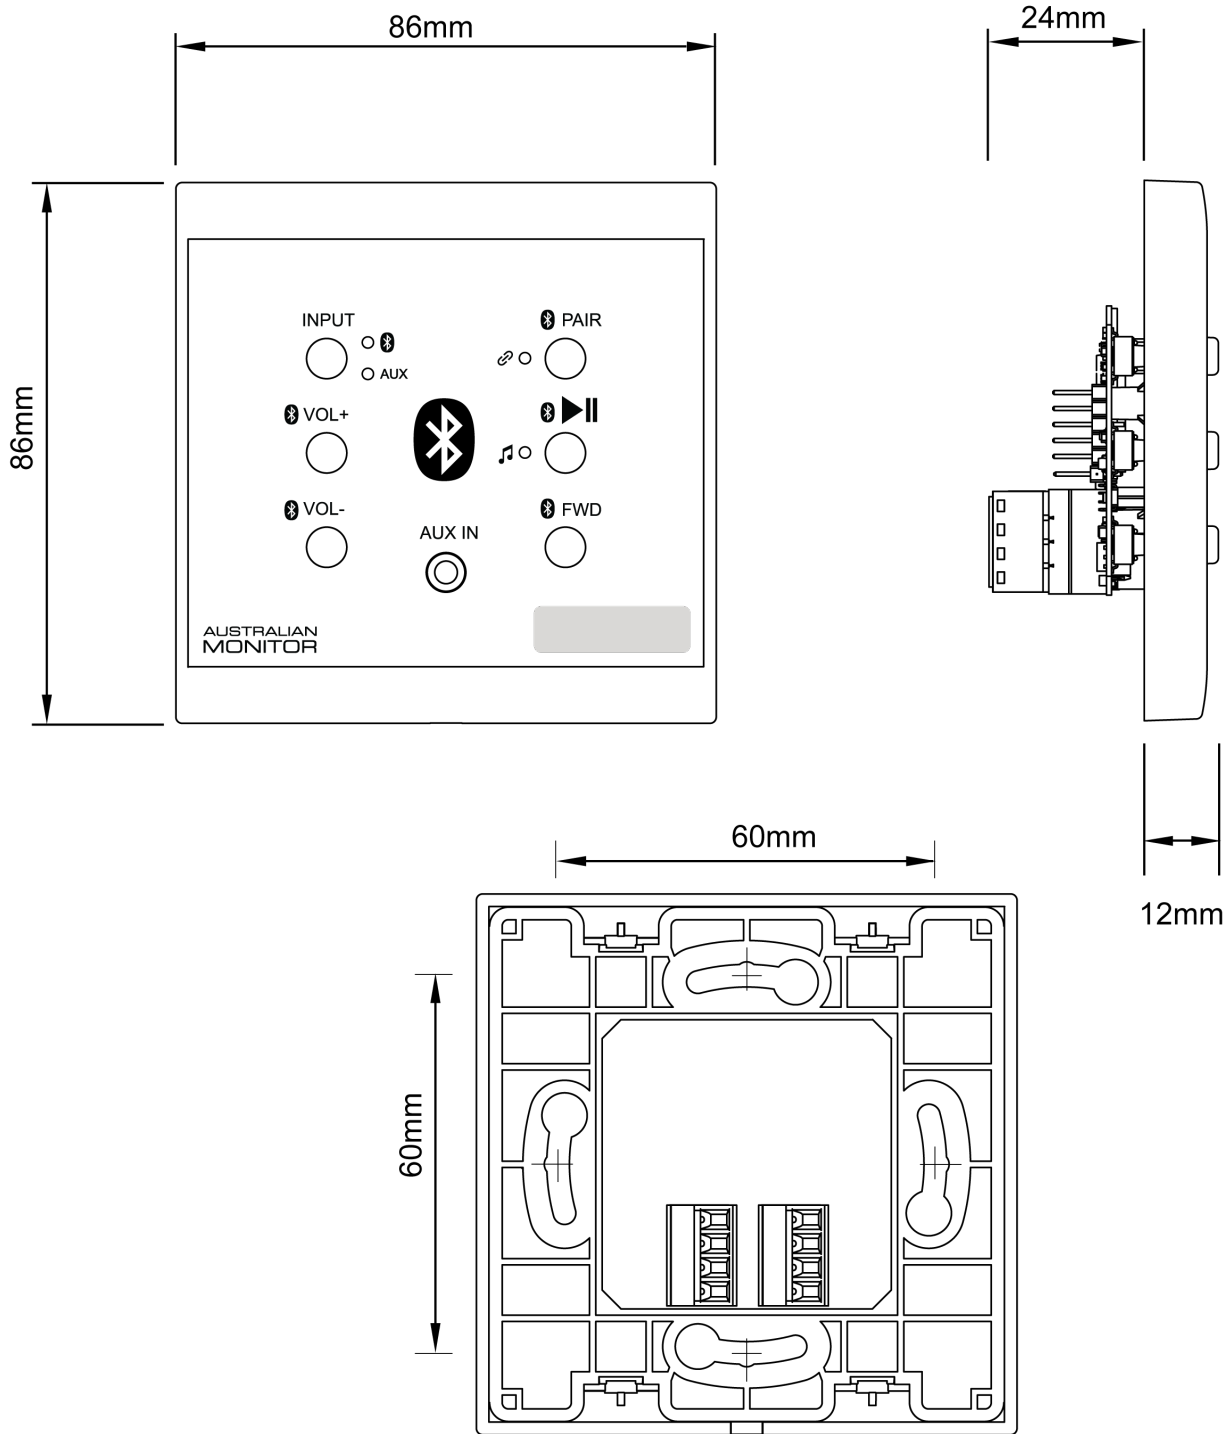 86mm
24mm
86mm
INPUT
PAIR
AUX
VOL+
VOL-
FWD
AUX IN
AUSTRALIAN
MONITOR
60mm
12mm
60mm